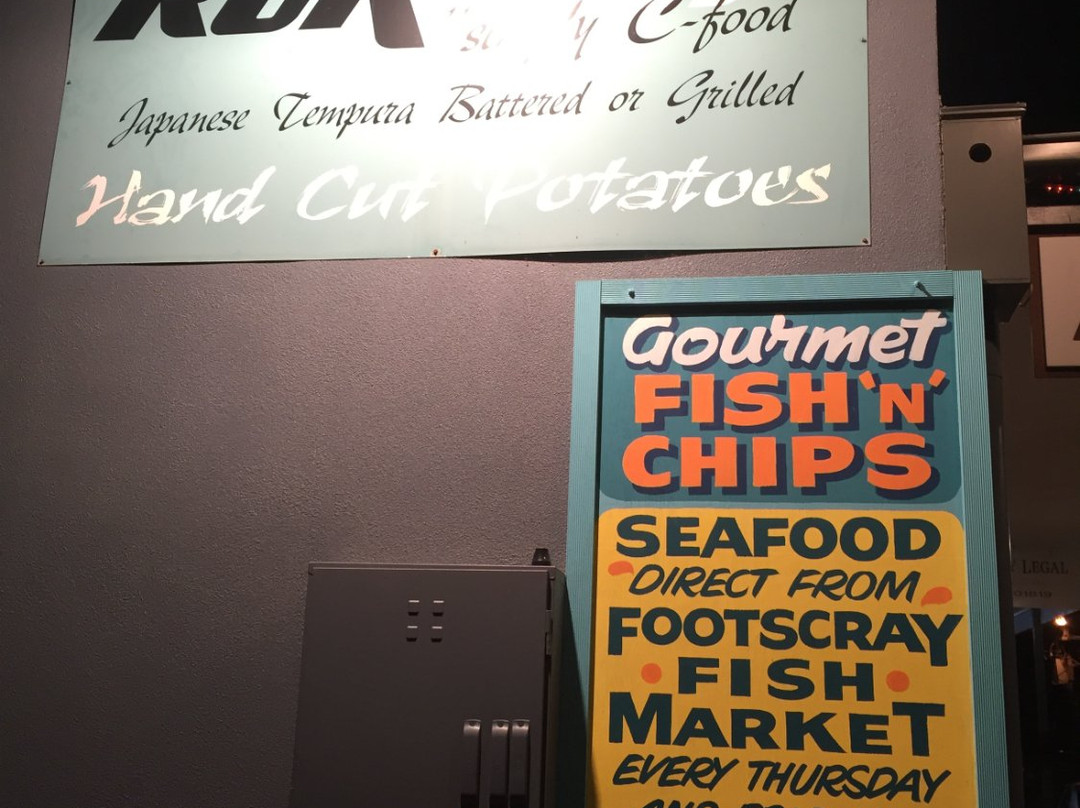 C-food
Japanese Tempura Battered or Grilled
Hand Cut Potatoes
Gourmet
FISH 'N'
CHIPS
SEAFOOD
DIRECT FROM
FOOTSCRAY
FISH
MARKET
EVERY THURSDAY
LEGAL